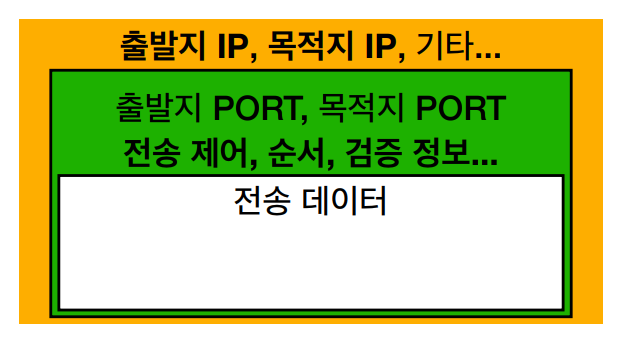 출발지 IP, 목적지 IP, 기타...
출발지 PORT, 목적지 PORT
전송 제어, 순서, 검증 정보...
전송 데이터